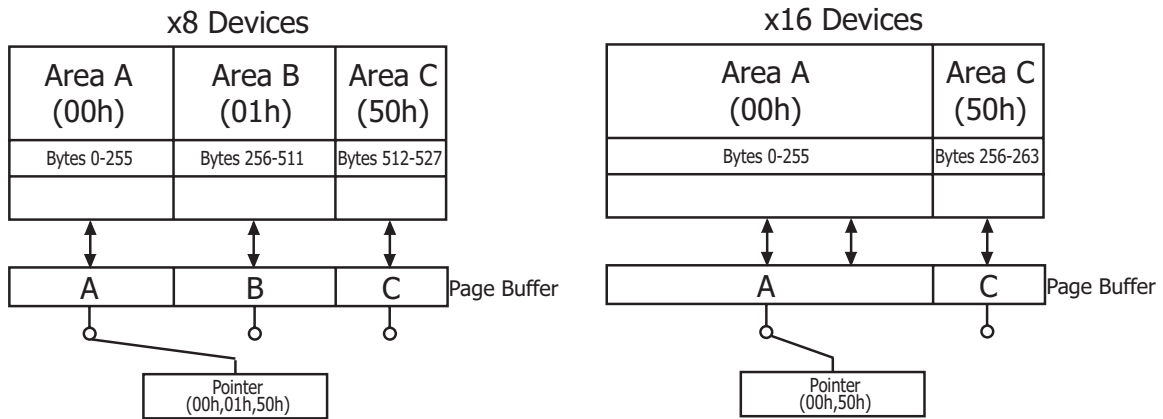 x8 Devices
Area A
(00h)
Area B
(01h)
Area C
(50h)
Bytes 0-255
Bytes 256-511
Bytes 512-527
A
B
C
Page Buffer
Pointer
(00h,01h,50h)
x16 Devices
Area A
(00h)
Area C
(50h)
Bytes 0-255
Bytes 256-263
A
C
Page Buffer
Pointer
(00h,50h)